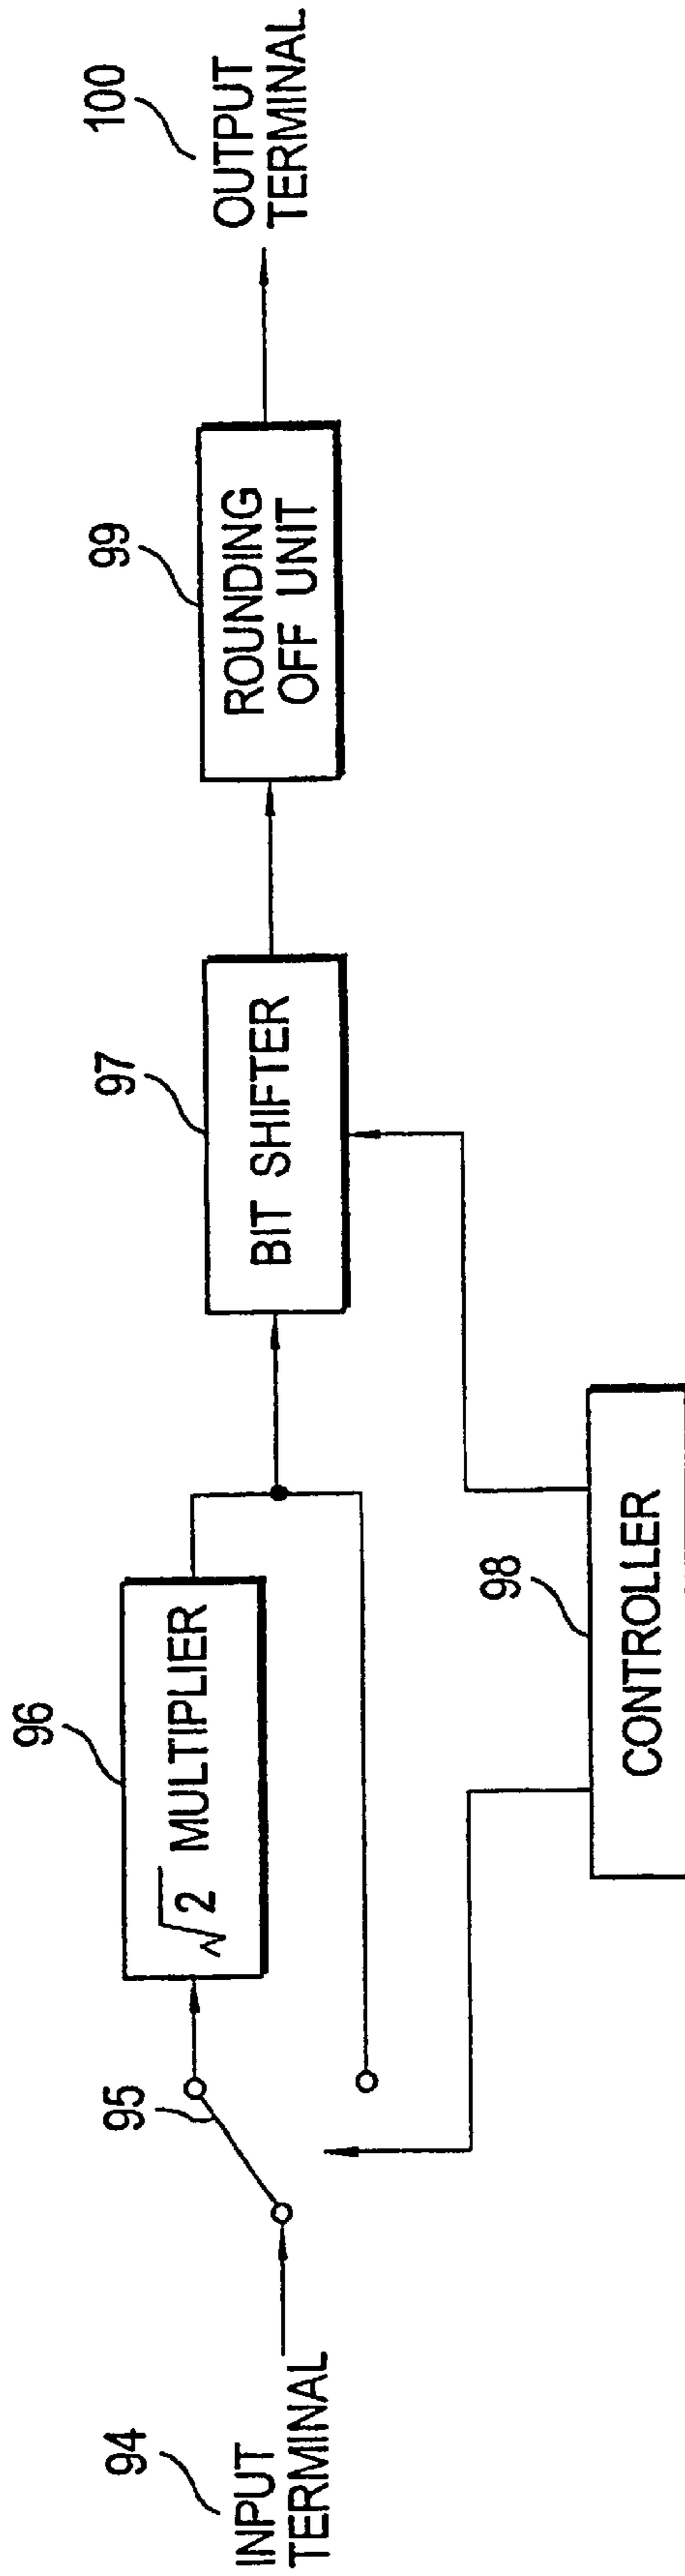 94
INPUT
TERMINAL
95
96
√2 MULTIPLIER
97
BIT SHIFTER
98
CONTROLLER
99
ROUNDING
OFF UNIT
100
OUTPUT
TERMINAL